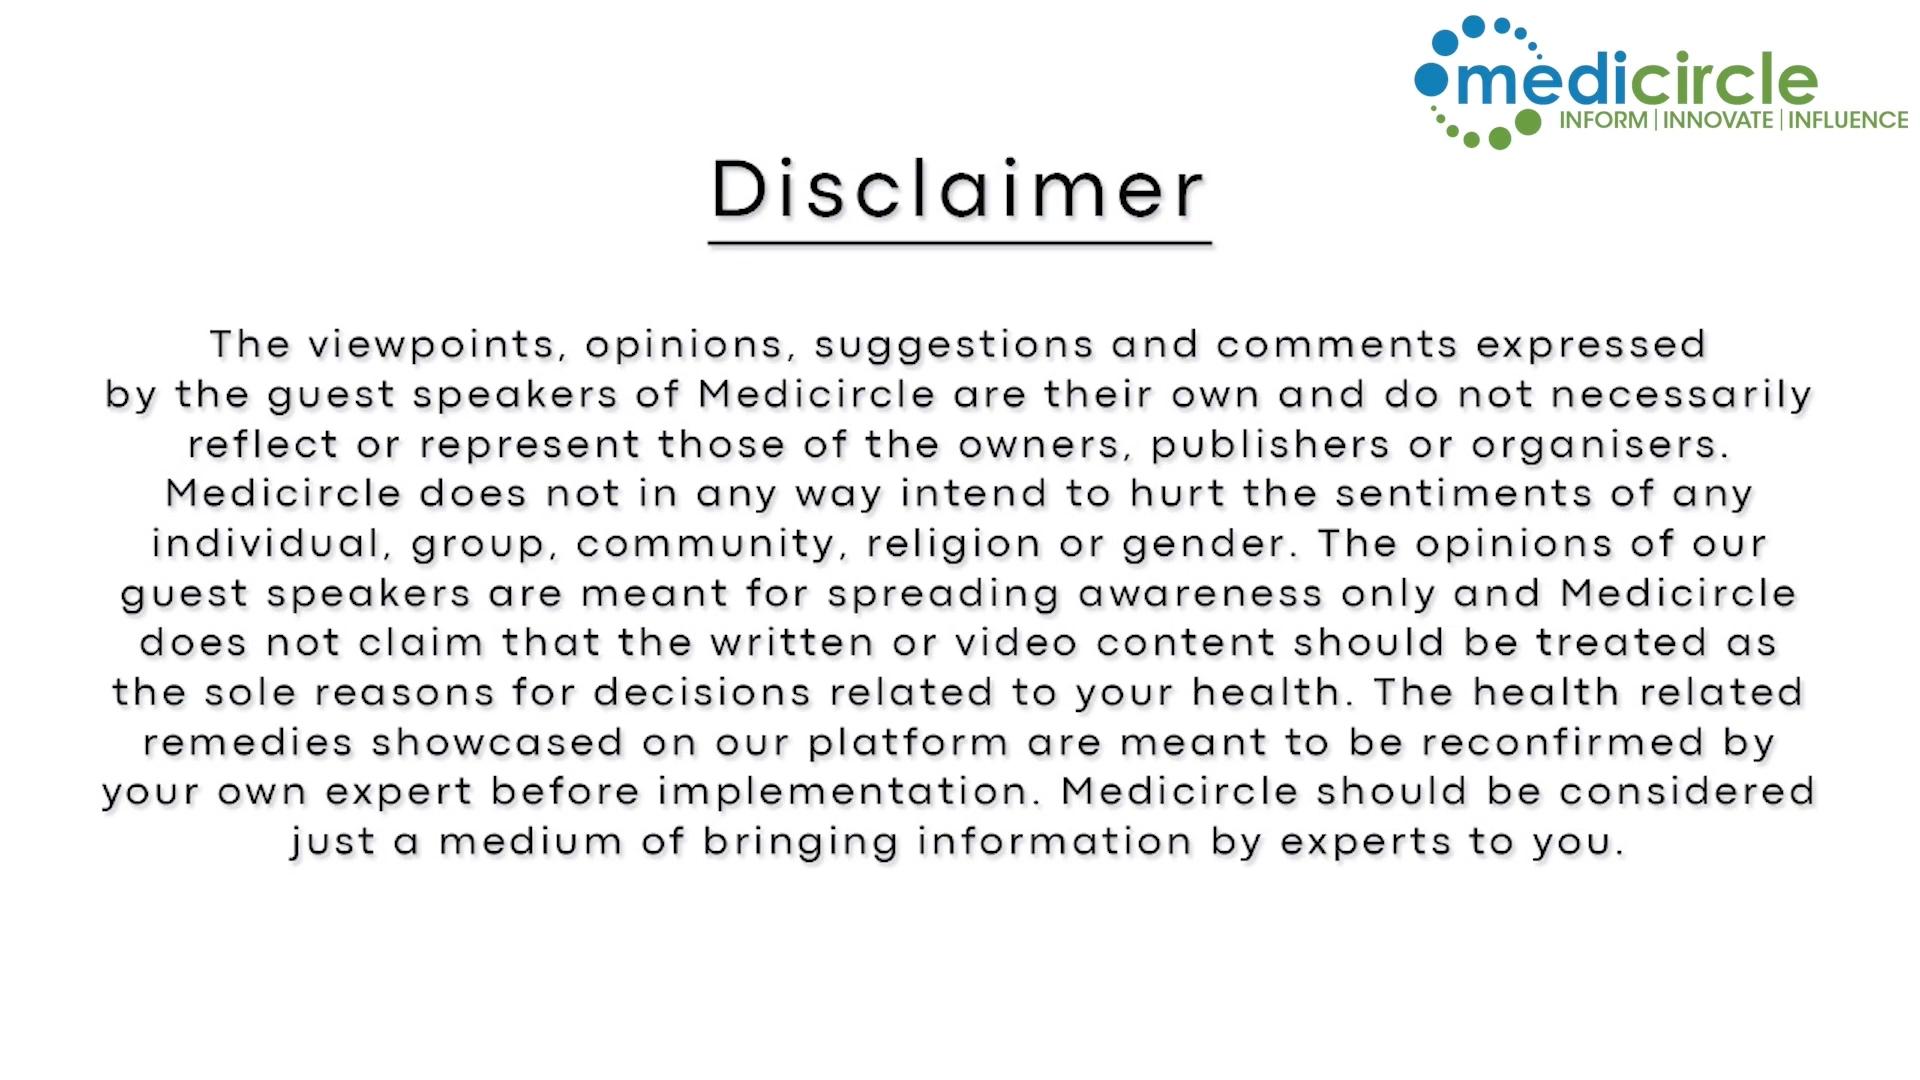 medicircle
INFORM | INNOVATE | INFLUENCE
Disclaimer
The viewpoints, opinions, suggestions and comments expressed
by the guest speakers of Medicircle are their own and do not necessarily
reflect or represent those of the owners, publishers or organisers.
Medicircle does not in any way intend to hurt the sentiments of any
individual, group, community, religion or gender. The opinions of our
guest speakers are meant for spreading awareness only and Medicircle
does not claim that the written or video content should be treated as
the sole reasons for decisions related to your health. The health related
remedies showcased on our platform are meant to be reconfirmed by
your own expert before implementation. Medicircle should be considered
just a medium of bringing information by experts to you.